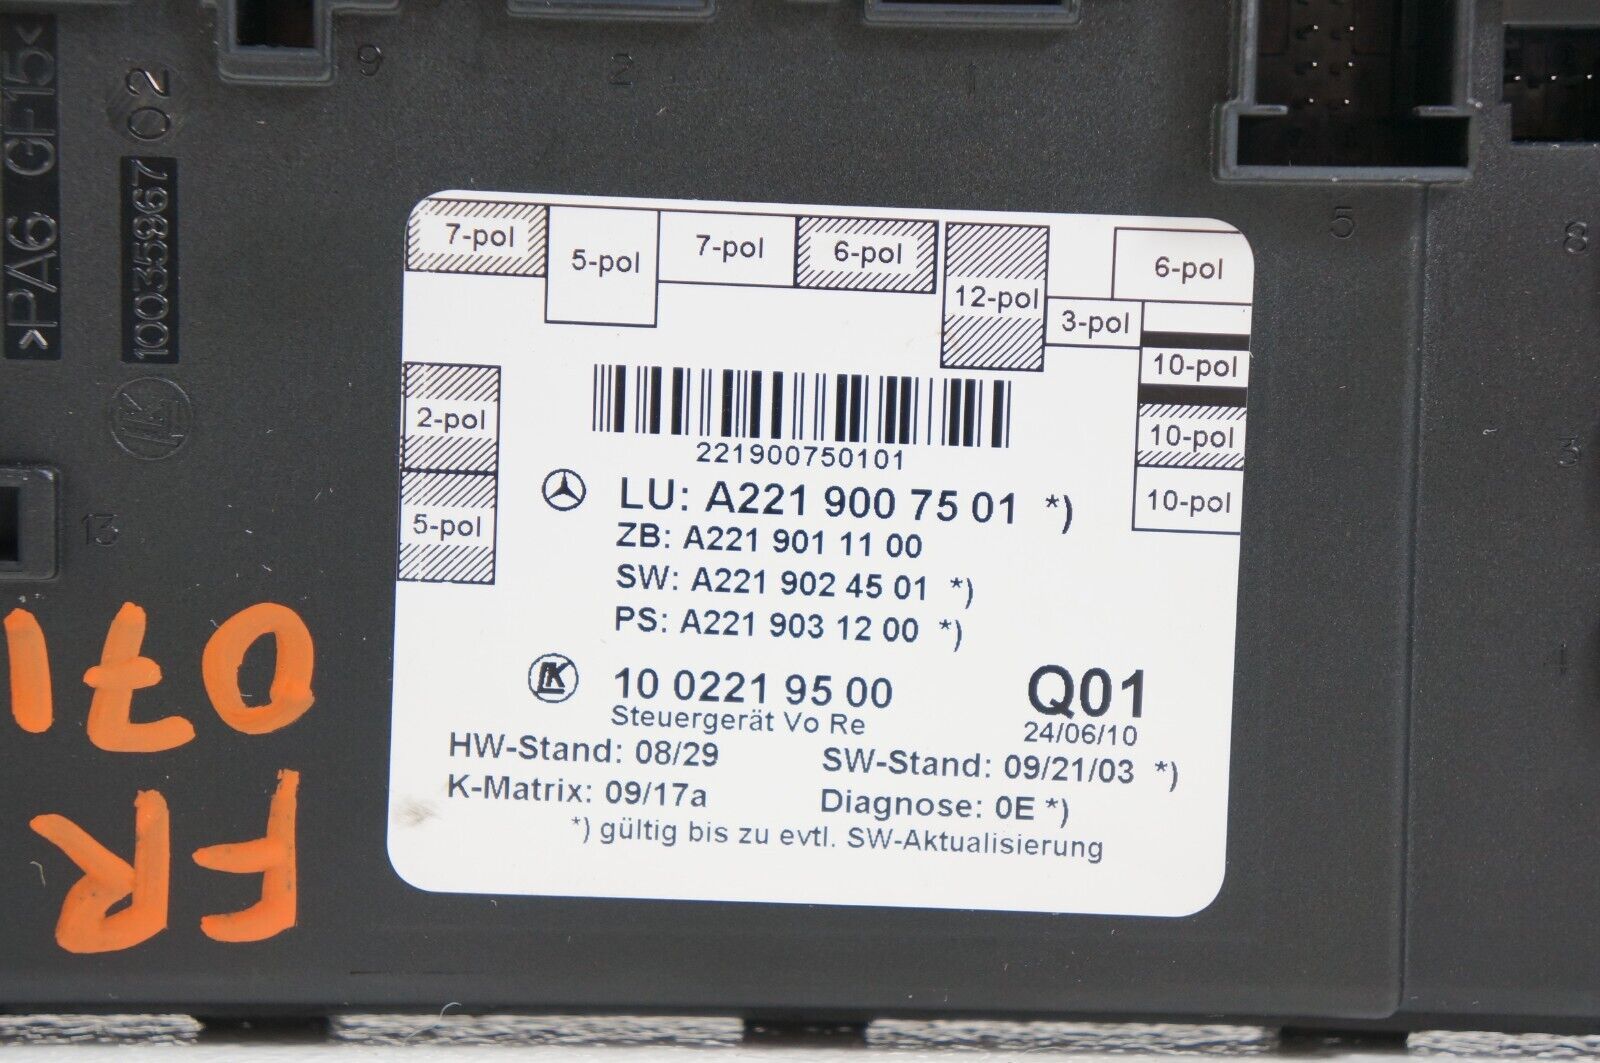 >PA6 GF15<
10035867 02
9
2
1
5
8
3
4
13
7-pol
5-pol
7-pol
6-pol
12-pol
3-pol
6-pol
10-pol
10-pol
10-pol
2-pol
5-pol
221900750101
LU: A221 900 75 01 *)
ZB: A221 901 11 00
SW: A221 902 45 01 *)
PS: A221 903 12 00 *)
LK 10 0221 95 00
Q01
Steuergerät Vo Re
24/06/10
HW-Stand: 08/29
SW-Stand: 09/21/03 *)
K-Matrix: 09/17a
Diagnose: 0E *)
*) gültig bis zu evtl. SW-Aktualisierung
FR
071